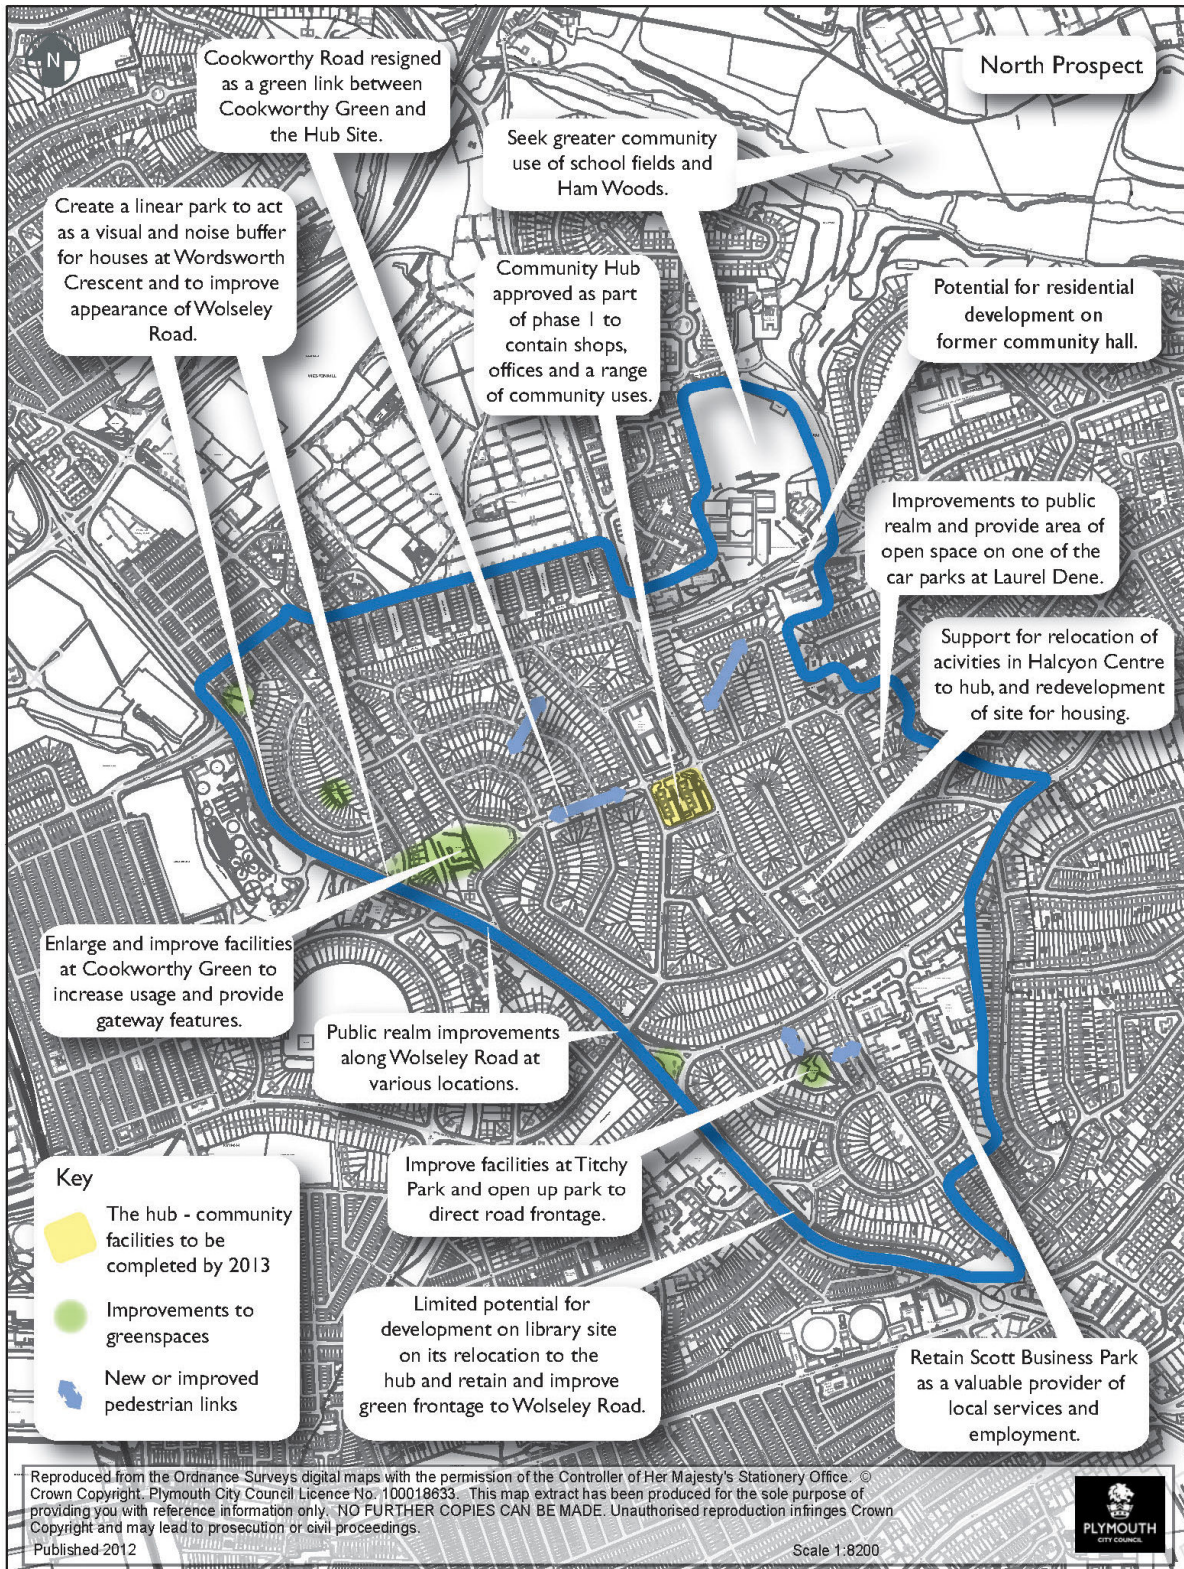 N
North Prospect
Cookworthy Road resigned
as a green link between
Cookworthy Green and
the Hub Site.
Seek greater community
use of school fields and
Ham Woods.
Create a linear park to act
as a visual and noise buffer
for houses at Wordsworth
Crescent and to improve
appearance of Wolseley
Road.
Community Hub
approved as part
of phase 1 to
contain shops,
offices and a range
of community uses.
Potential for residential
development on
former community hall.
Improvements to public
realm and provide area of
open space on one of the
car parks at Laurel Dene.
Support for relocation of
acivities in Halcyon Centre
to hub, and redevelopment
of site for housing.
Enlarge and improve facilities
at Cookworthy Green to
increase usage and provide
gateway features.
Public realm improvements
along Wolseley Road at
various locations.
Improve facilities at Titchy
Park and open up park to
direct road frontage.
Limited potential for
development on library site
on its relocation to the
hub and retain and improve
green frontage to Wolseley Road.
Retain Scott Business Park
as a valuable provider of
local services and
employment.
Key
The hub - community
facilities to be
completed by 2013
Improvements to
greenspaces
New or improved
pedestrian links
Reproduced from the Ordnance Surveys digital maps with the permission of the Controller of Her Majesty's Stationery Office. ©
Crown Copyright. Plymouth City Council Licence No. 100018633. This map extract has been produced for the sole purpose of
providing you with reference information only. NO FURTHER COPIES CAN BE MADE. Unauthorised reproduction infringes Crown
Copyright and may lead to prosecution or civil proceedings.
Published 2012
Scale 1:8200
PLYMOUTH
CITY COUNCIL